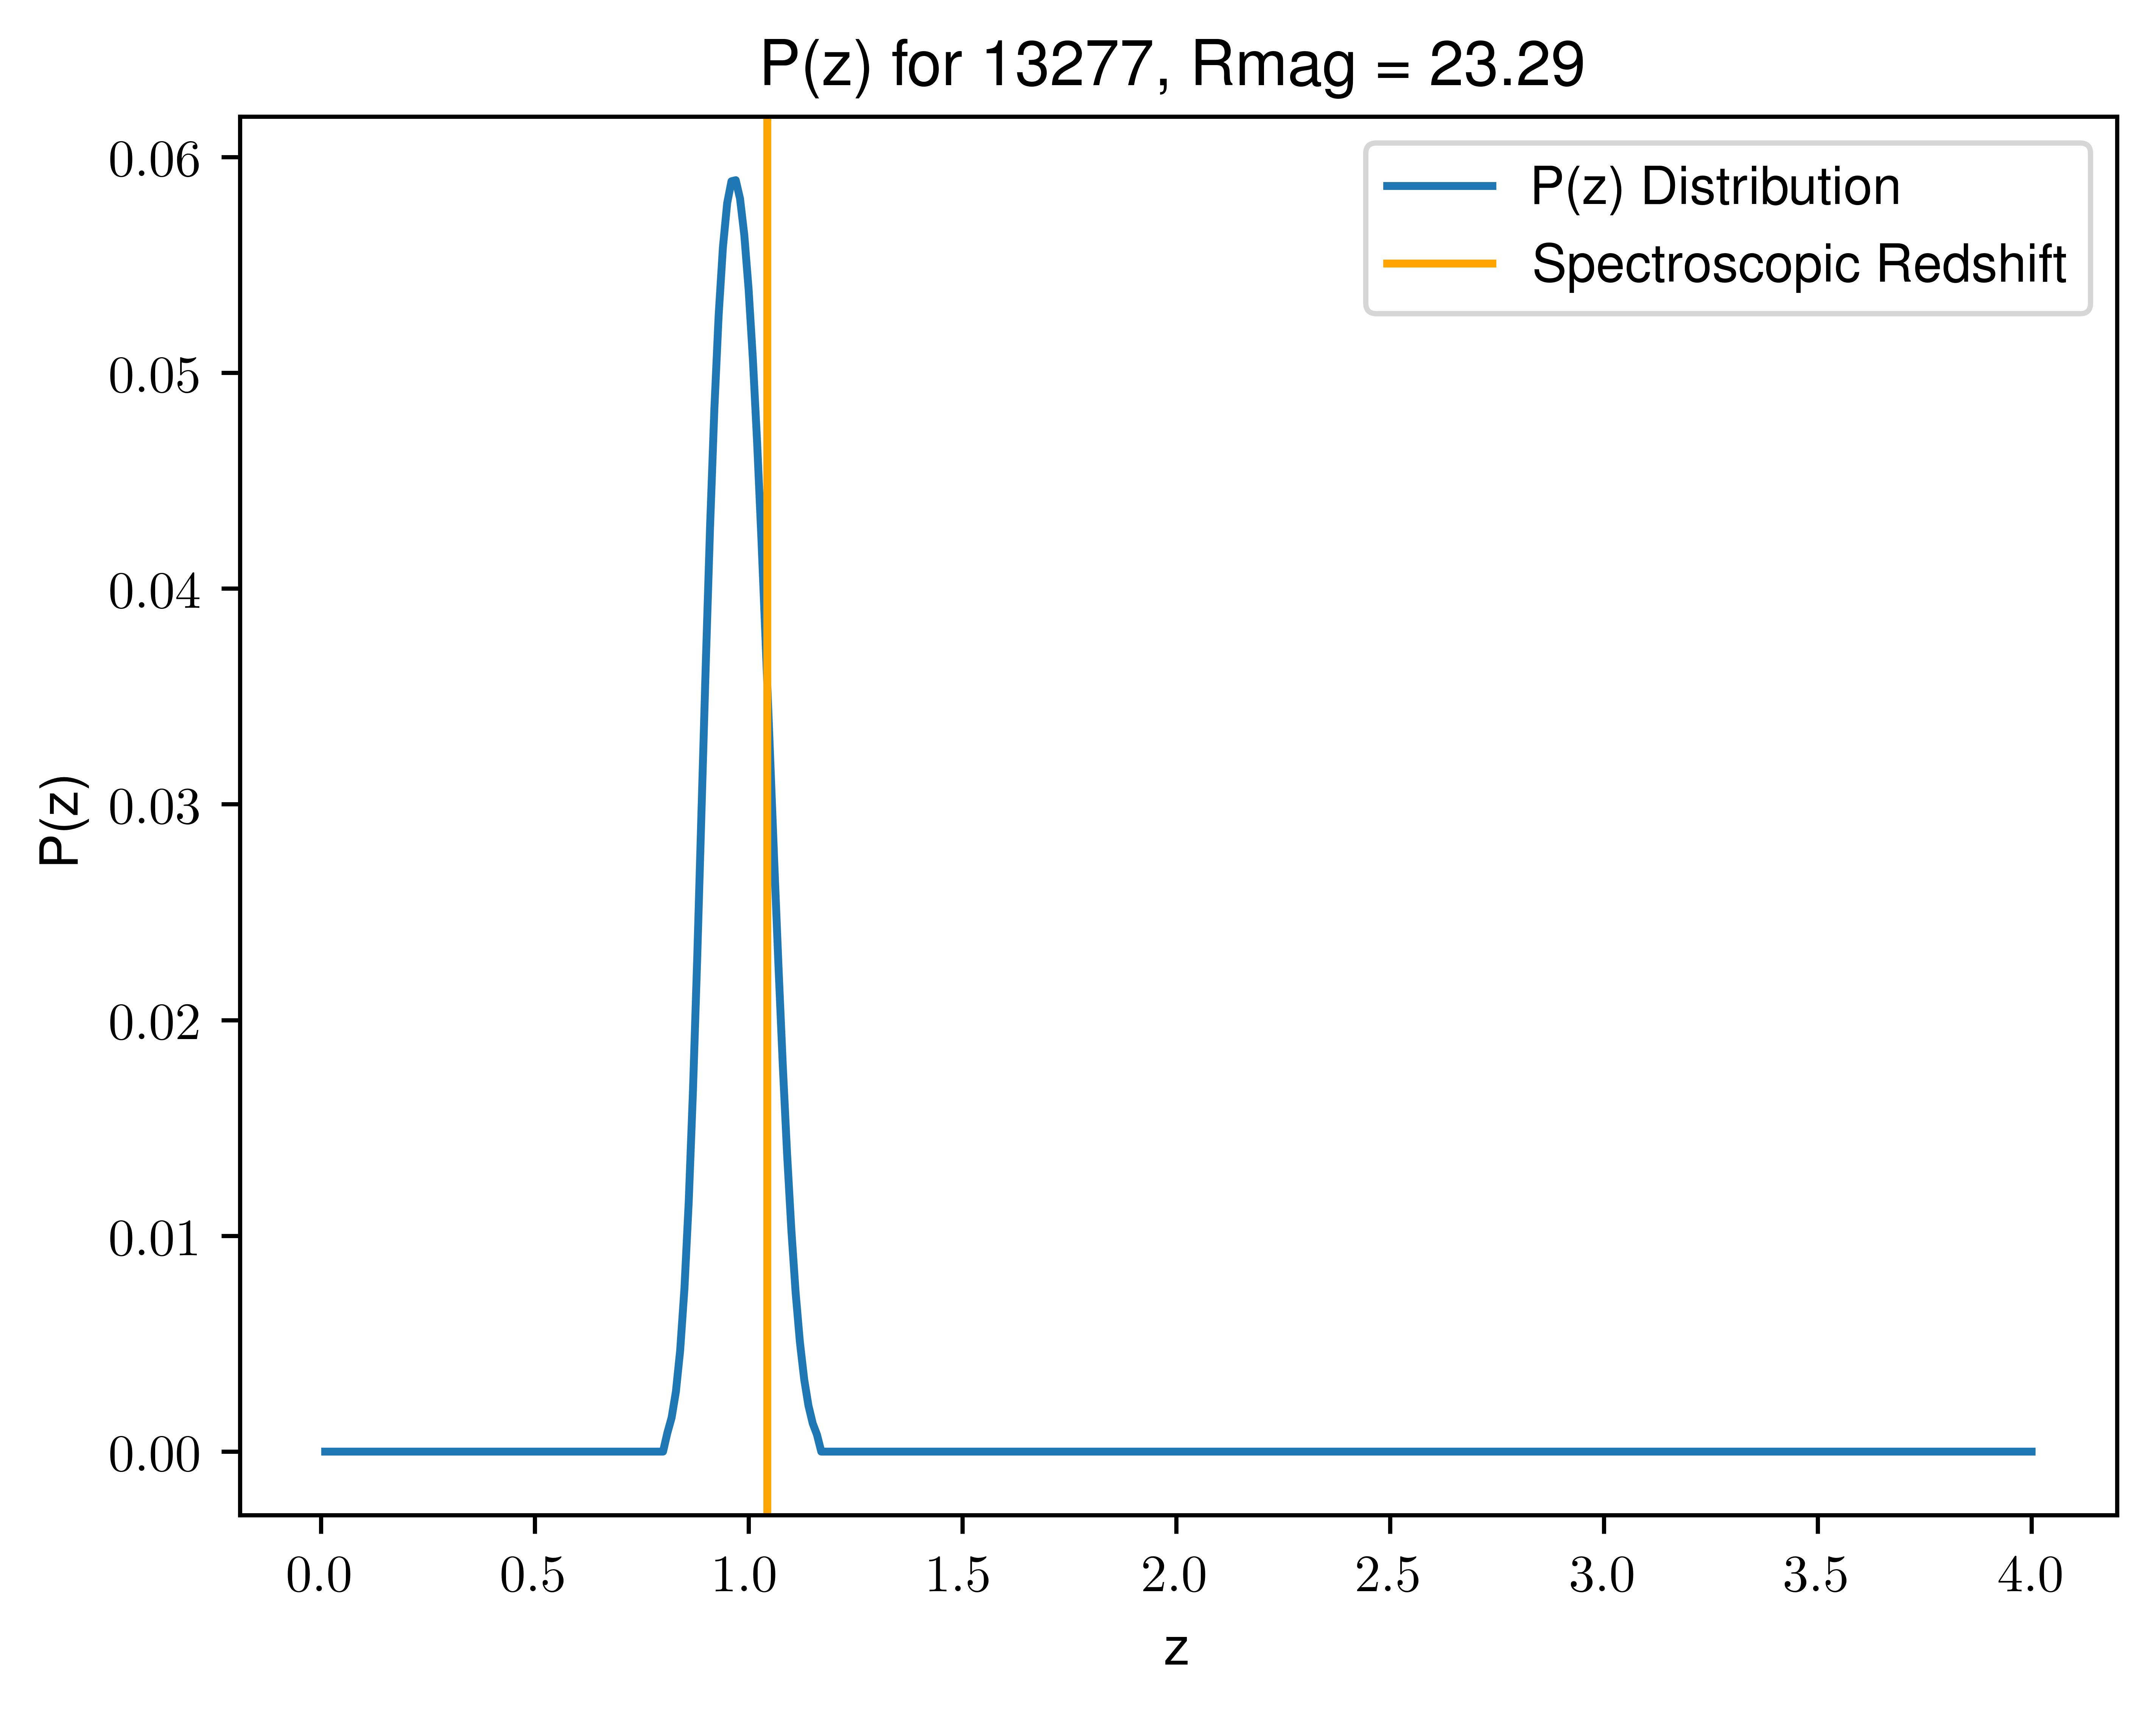 P(z) for 13277, Rmag = 23.29
P(z) Distribution
Spectroscopic Redshift
P(z)
0.06
0.05
0.04
0.03
0.02
0.01
0.00
0.0 0.5 1.0 1.5 2.0 2.5 3.0 3.5 4.0
z